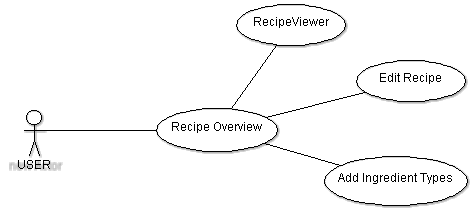 RecipeViewer
Edit Recipe
Recipe Overview
USER
Add Ingredient Types